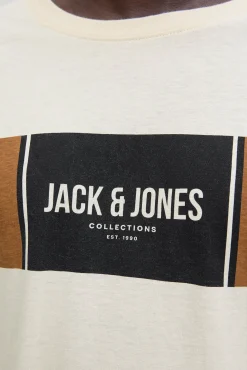 JACK & JONES
COLLECTIONS
EST. 1990